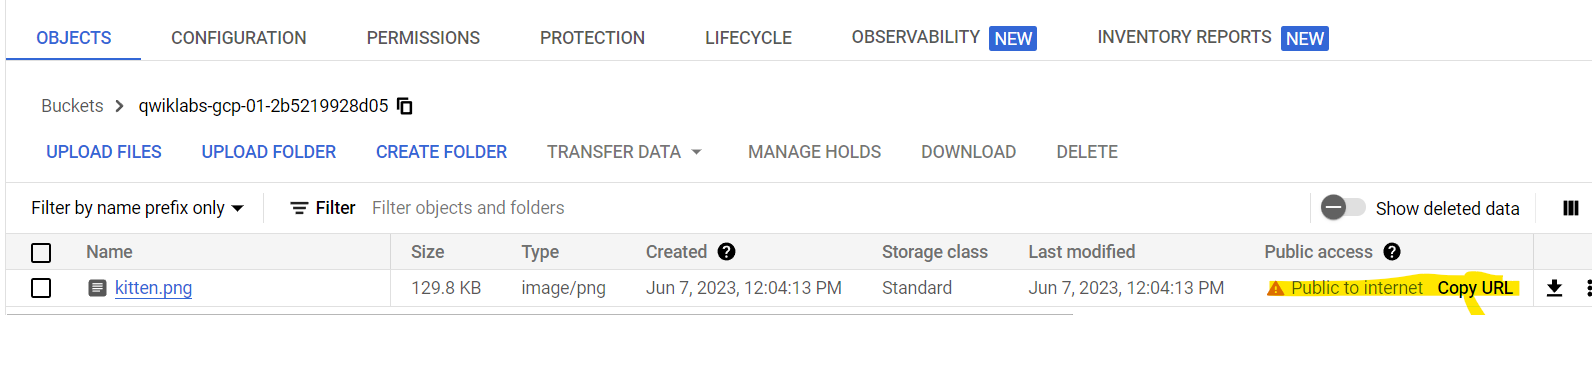 OBJECTS CONFIGURATION PERMISSIONS PROTECTION LIFECYCLE OBSERVABILITY NEW INVENTORY REPORTS NEW
Buckets > qwiklabs-gcp-01-2b5219928d05
UPLOAD FILES UPLOAD FOLDER CREATE FOLDER TRANSFER DATA MANAGE HOLDS DOWNLOAD DELETE
Filter by name prefix only Filter Filter objects and folders Show deleted data
Name Size Type Created ? Storage class Last modified Public access ?
kitten.png 129.8 KB image/png Jun 7, 2023, 12:04:13 PM Standard Jun 7, 2023, 12:04:13 PM Public to internet Copy URL